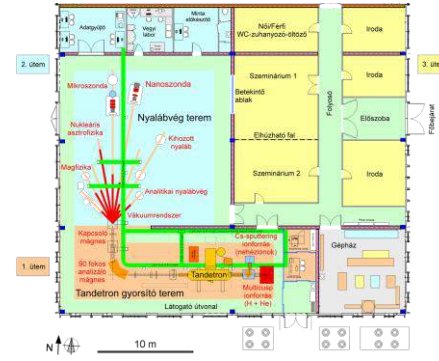 Adatgyűjtő
Vegyi
labor
Minta
előkészítő
Női/Férfi
WC-zuhanyozó-öltöző
Iroda
2. ütem
Mikroszonda
Nanoszonda
Nukleáris
asztrofizika
Nyalábvég terem
Kihozott
nyaláb
Magfizika
Analitikai nyalábvég
Vákuumrendszer
Betekintő
ablak
Szeminárium 1
Elhúzható fal
Szeminárium 2
Folyosó
Iroda
Előszoba
Iroda
3. ütem
Főbejárat
Kapcsoló
mágnes
90 fokos
analizáló
mágnes
Cs-sputtering
ionforrás
(nehézionok)
Tandetron
Multicusp
ionforrás
(H + He)
Tandetron gyorsító terem
Látogató útvonal
1. ütem
Gépház
N
10 m